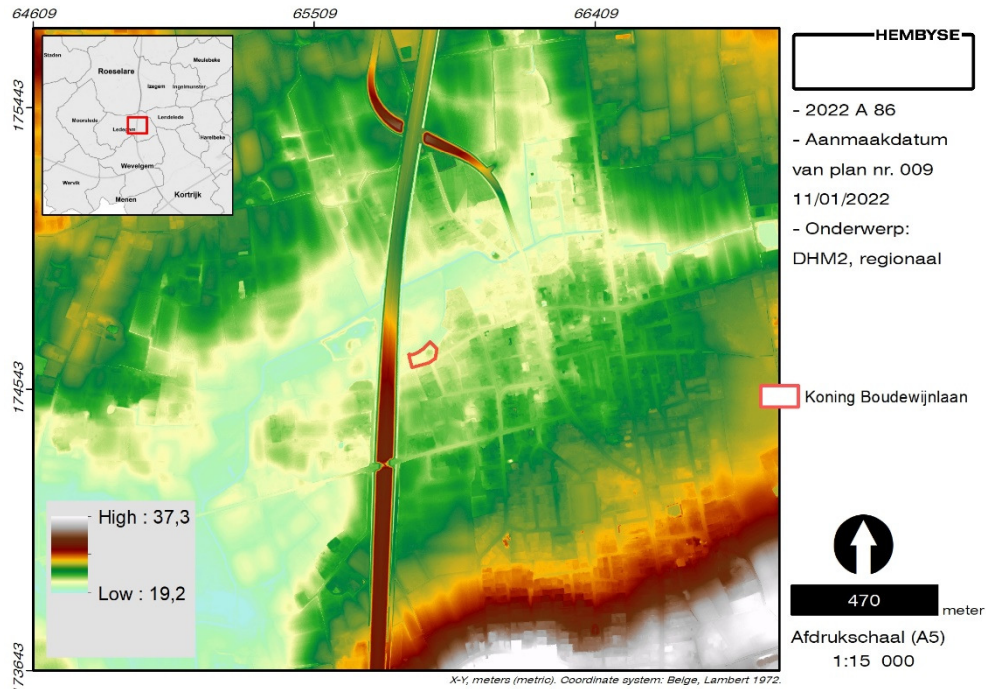 64609
65509
66409
175443
174543
173643
Staden
Roeselare
Meulebeke
Izegem
Ingelmunster
Moorslede
Ledegem
Lendelede
Harelbeke
Wevelgem
Wervik
Kortrijk
Menen
High : 37,3
Low : 19,2
X-Y, meters (metric). Coordinate system: Belge, Lambert 1972.
HEMBYSE
- 2022 A 86
- Aanmaakdatum
van plan nr. 009
11/01/2022
- Onderwerp:
DHM2, regionaal
Koning Boudewijnlaan
470
meter
Afdrukschaal (A5)
1:15 000